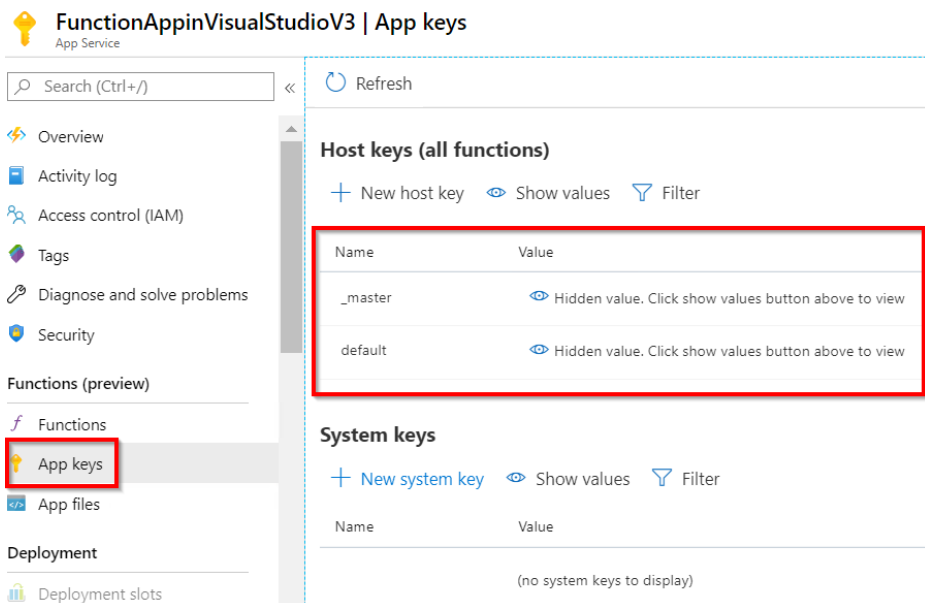 FunctionAppinVisualStudioV3 | App keys
App Service
Search (Ctrl+/)
«
Overview
Activity log
Access control (IAM)
Tags
Diagnose and solve problems
Security
Functions (preview)
Functions
App keys
App files
Deployment
Deployment slots
Refresh
Host keys (all functions)
New host key Show values Filter
Name Value
_master Hidden value. Click show values button above to view
default Hidden value. Click show values button above to view
System keys
New system key Show values Filter
Name Value
(no system keys to display)